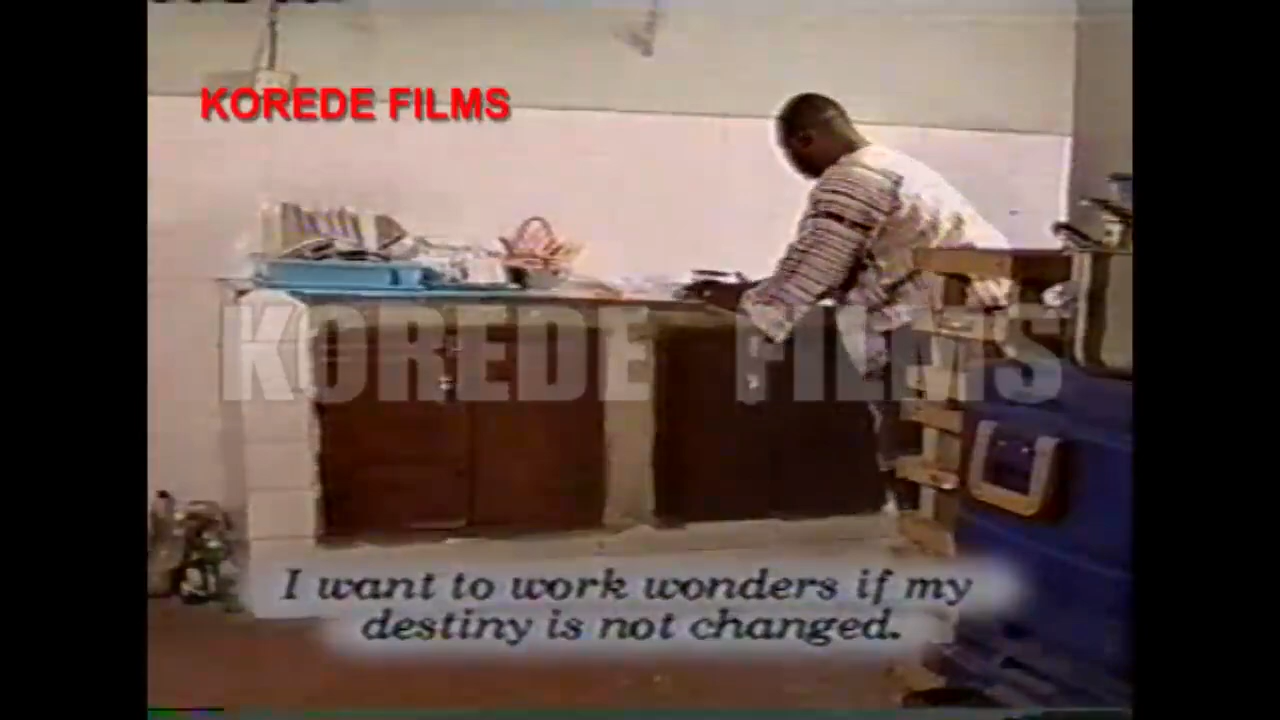 KOREDE FILMS
KOREDE FILMS
I want to work wonders if my
destiny is not changed.